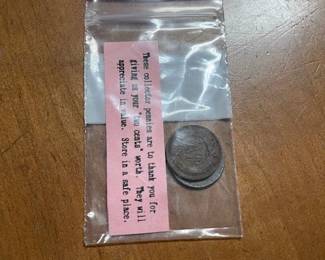 These collector pennies are to thank you for
giving us your "two cents" worth. They will
appreciate in value. Store in a safe place.